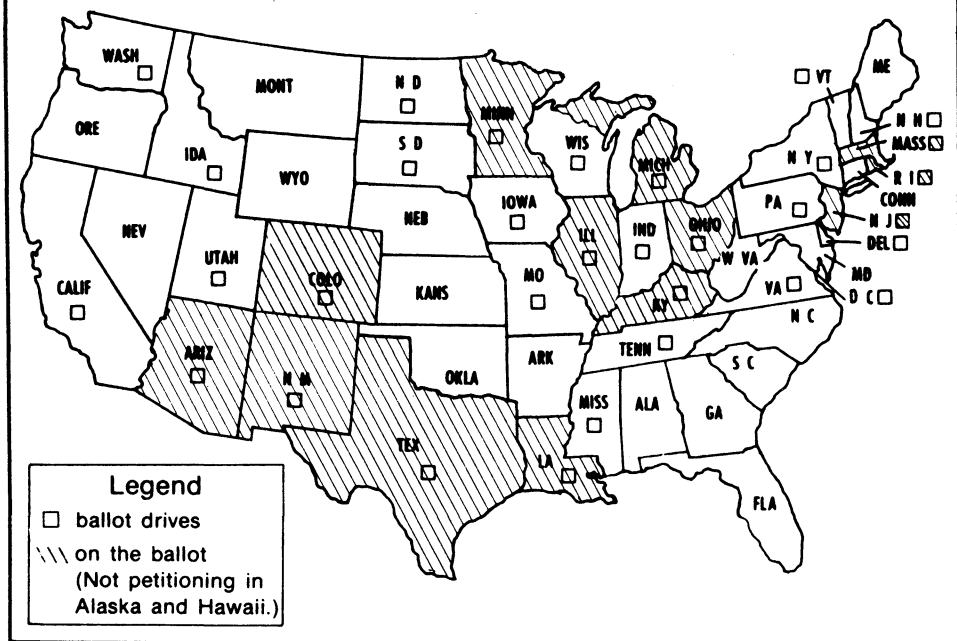 WASH
MONT
N D
MINN
VT
ME
ORE
IDA
S D
WIS
N H
MASS
WYO
MICH
N Y
R I
CONN
NEB
IOWA
PA
N J
NEV
UTAH
COLO
ILL
IND
OHIO
DEL
W VA
MD
CALIF
KANS
MO
KY
VA
D C
N C
ARIZ
N M
OKLA
ARK
TENN
S C
MISS
ALA
GA
TEX
LA
FLA
Legend
ballot drives
on the ballot
(Not petitioning in
Alaska and Hawaii.)